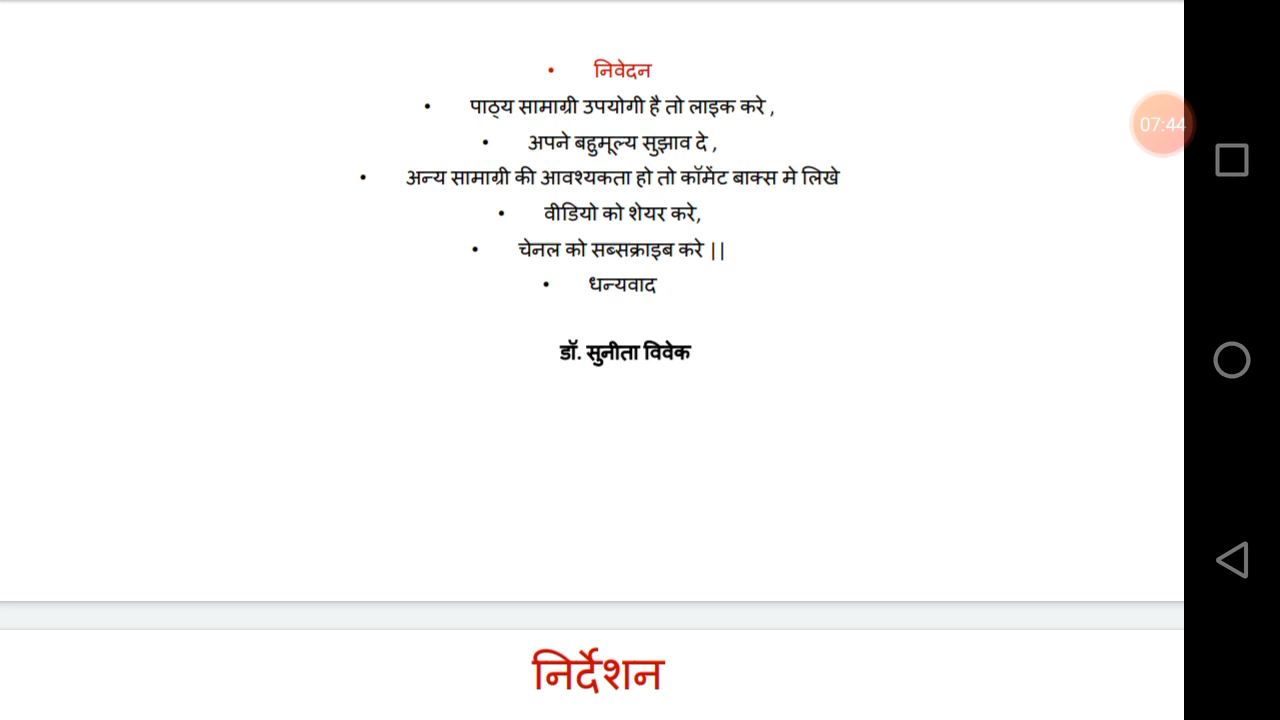 • निवेदन
• पाठ्य सामाग्री उपयोगी है तो लाइक करे ,
• अपने बहुमूल्य सुझाव दे ,
• अन्य सामाग्री की आवश्यकता हो तो कॉमेंट बाक्स मे लिखे
• वीडियो को शेयर करे,
• चेनल को सब्सक्राइब करे ||
• धन्यवाद
डॉ. सुनीता विवेक
07:44
निर्देशन